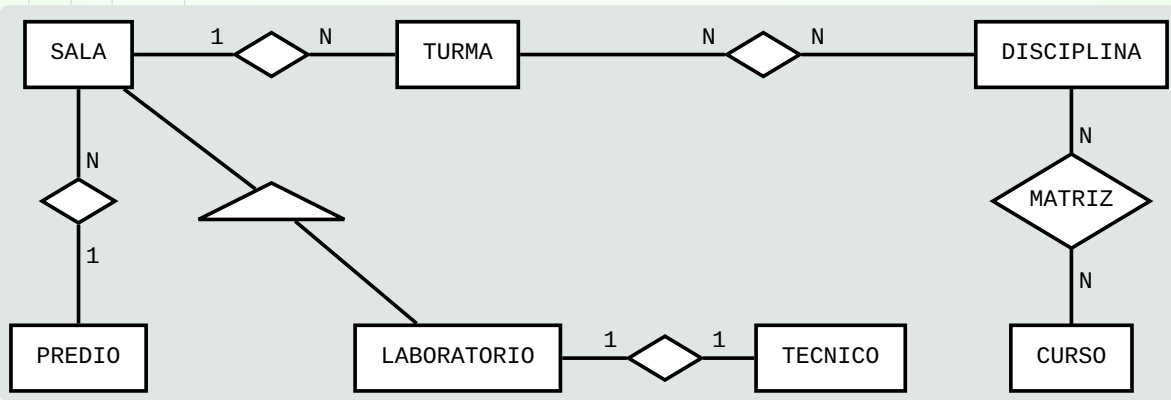 SALA
1
N
TURMA
N
N
DISCIPLINA
N
N
MATRIZ
1
N
PREDIO
LABORATORIO
1
1
TECNICO
CURSO